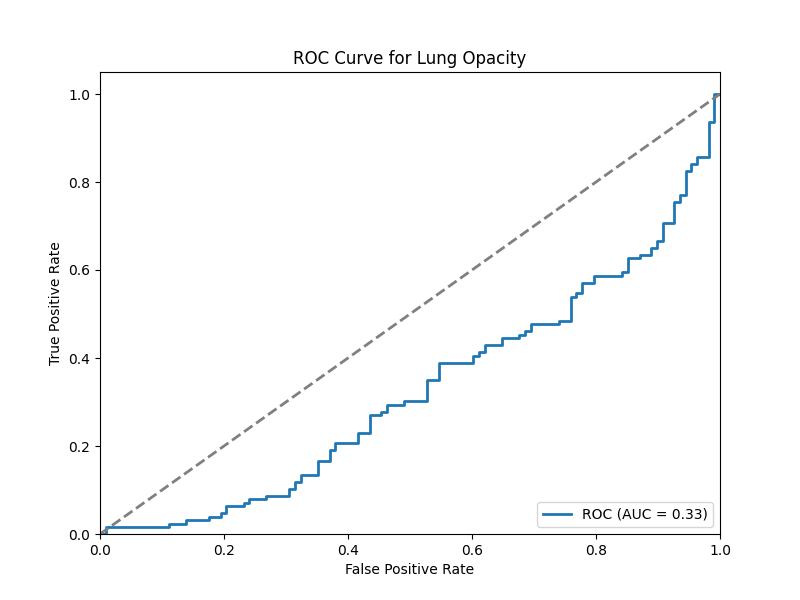 ROC Curve for Lung Opacity
True Positive Rate
1.0
0.8
0.6
0.4
0.2
0.0
ROC (AUC = 0.33)
0.0 0.2 0.4 0.6 0.8 1.0
False Positive Rate